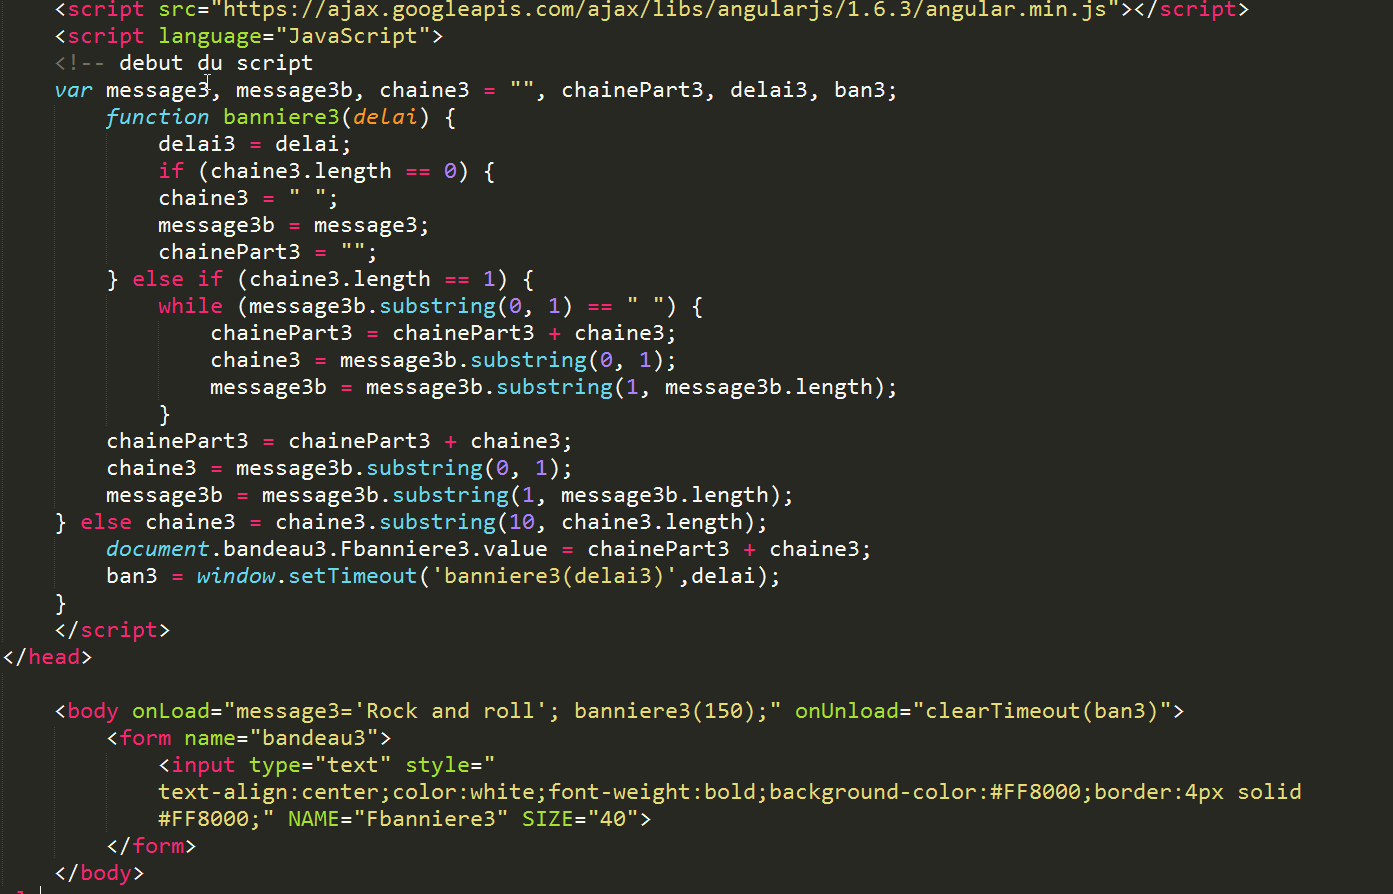 <script src="https://ajax.googleapis.com/ajax/libs/angularjs/1.6.3/angular.min.js"></script>
<script language="JavaScript">
<!-- debut du script
var message3, message3b, chaine3 = "", chainePart3, delai3, ban3;
function banniere3(delai) {
delai3 = delai;
if (chaine3.length == 0) {
chaine3 = " ";
message3b = message3;
chainePart3 = "";
} else if (chaine3.length == 1) {
while (message3b.substring(0, 1) == " ") {
chainePart3 = chainePart3 + chaine3;
chaine3 = message3b.substring(0, 1);
message3b = message3b.substring(1, message3b.length);
}
chainePart3 = chainePart3 + chaine3;
chaine3 = message3b.substring(0, 1);
message3b = message3b.substring(1, message3b.length);
} else chaine3 = chaine3.substring(10, chaine3.length);
document.bandeau3.Fbanniere3.value = chainePart3 + chaine3;
ban3 = window.setTimeout('banniere3(delai3)',delai);
}
</script>
</head>
<body onLoad="message3='Rock and roll'; banniere3(150);" onUnload="clearTimeout(ban3)">
<form name="bandeau3">
<input type="text" style="
text-align:center;color:white;font-weight:bold;background-color:#FF8000;border:4px solid
#FF8000;" NAME="Fbanniere3" SIZE="40">
</form>
</body>